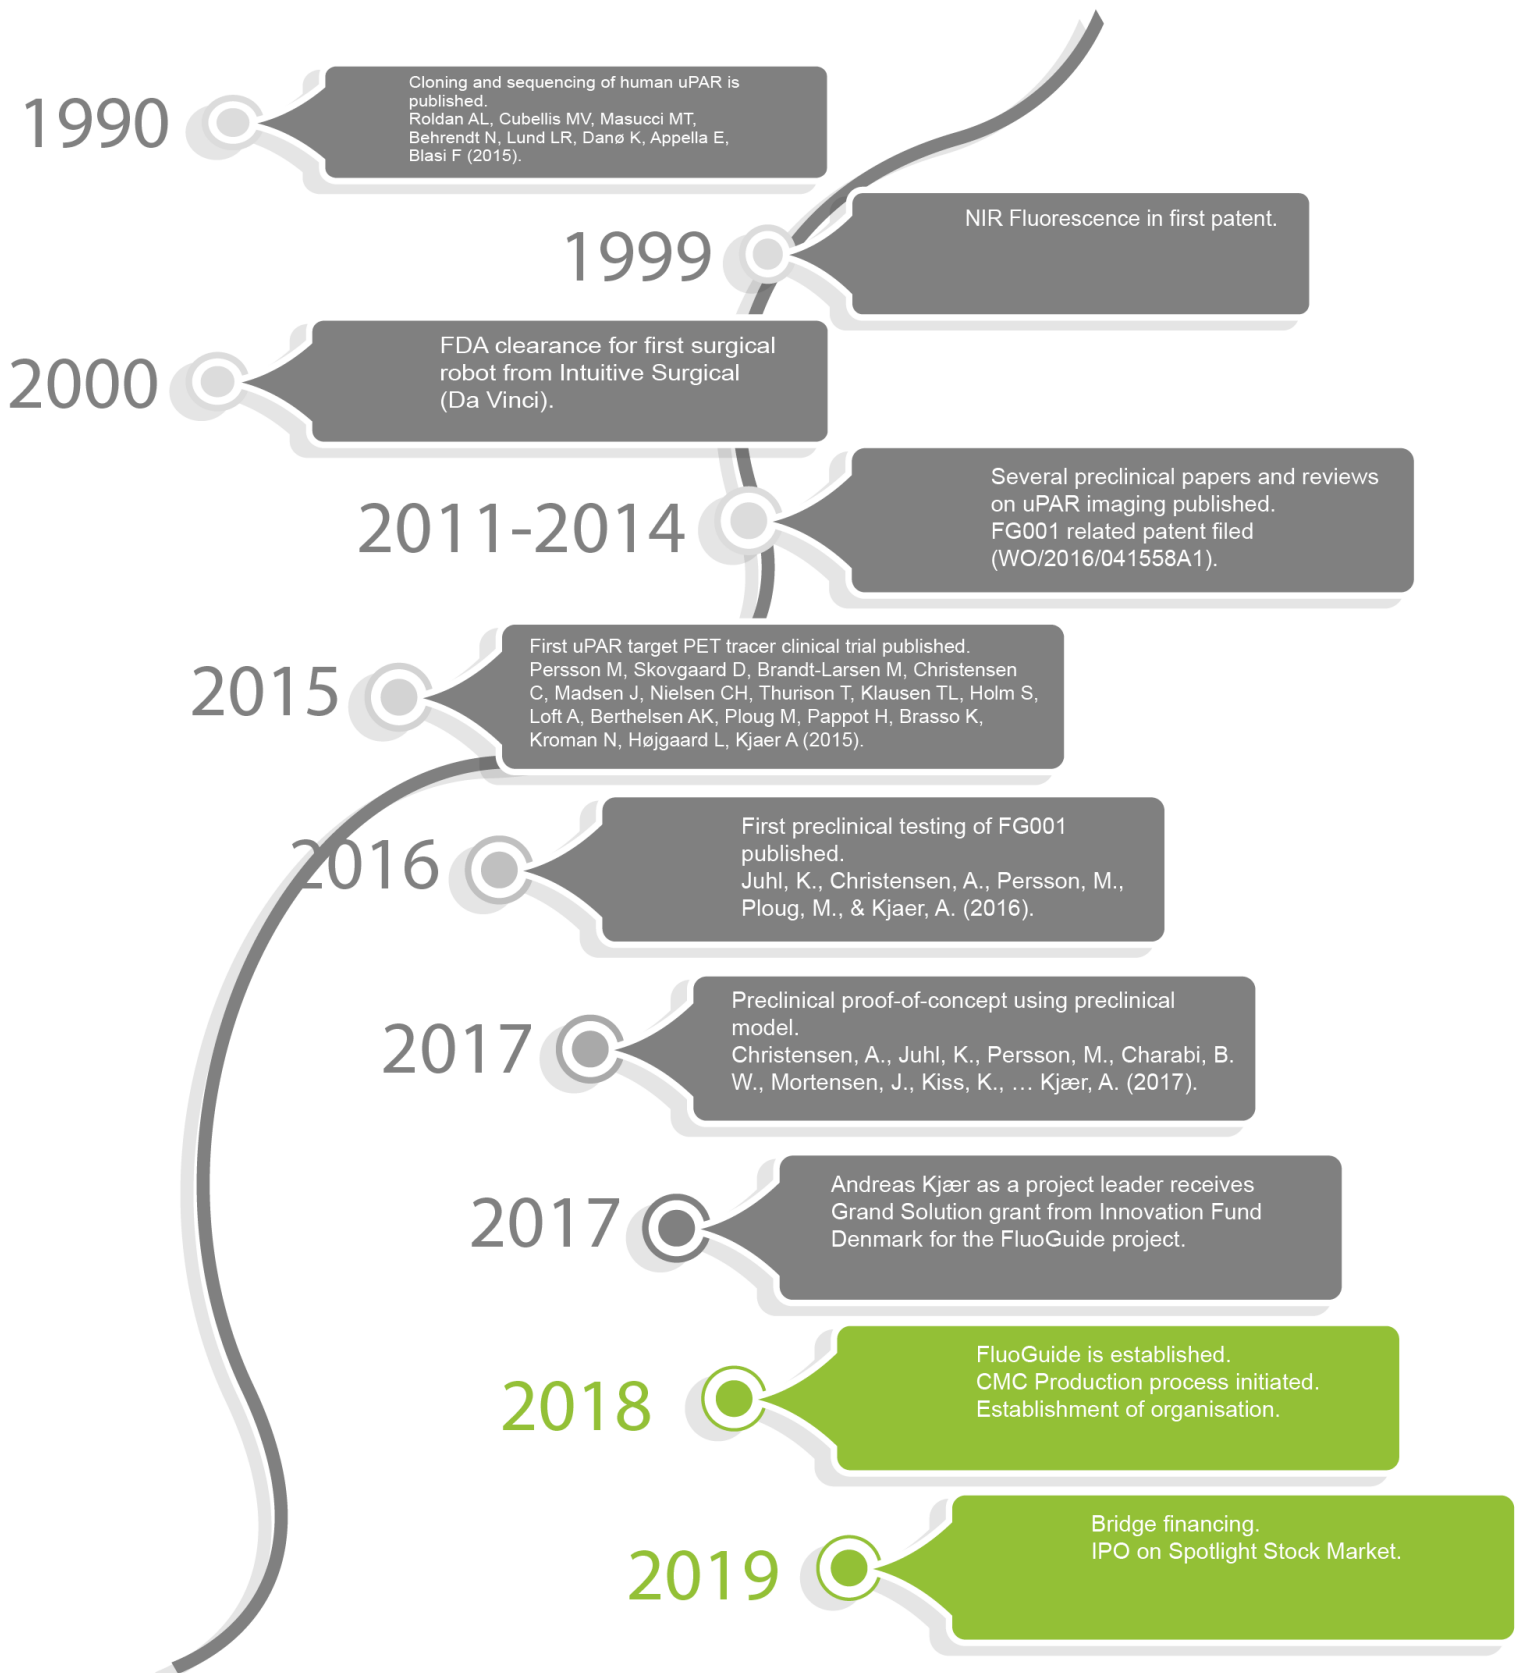 1990
Cloning and sequencing of human uPAR is
published.
Roldan AL, Cubellis MV, Masucci MT,
Behrendt N, Lund LR, Danø K, Appella E,
Blasi F (2015).
1999
NIR Fluorescence in first patent.
2000
FDA clearance for first surgical
robot from Intuitive Surgical
(Da Vinci).
2011-2014
Several preclinical papers and reviews
on uPAR imaging published.
FG001 related patent filed
(WO/2016/041558A1).
2015
First uPAR target PET tracer clinical trial published.
Persson M, Skovgaard D, Brandt-Larsen M, Christensen
C, Madsen J, Nielsen CH, Thurison T, Klausen TL, Holm S,
Loft A, Berthelsen AK, Ploug M, Pappot H, Brasso K,
Kroman N, Højgaard L, Kjaer A (2015).
2016
First preclinical testing of FG001
published.
Juhl, K., Christensen, A., Persson, M.,
Ploug, M., & Kjaer, A. (2016).
2017
Preclinical proof-of-concept using preclinical
model.
Christensen, A., Juhl, K., Persson, M., Charabi, B.
W., Mortensen, J., Kiss, K., … Kjær, A. (2017).
2017
Andreas Kjær as a project leader receives
Grand Solution grant from Innovation Fund
Denmark for the FluoGuide project.
2018
FluoGuide is established.
CMC Production process initiated.
Establishment of organisation.
2019
Bridge financing.
IPO on Spotlight Stock Market.